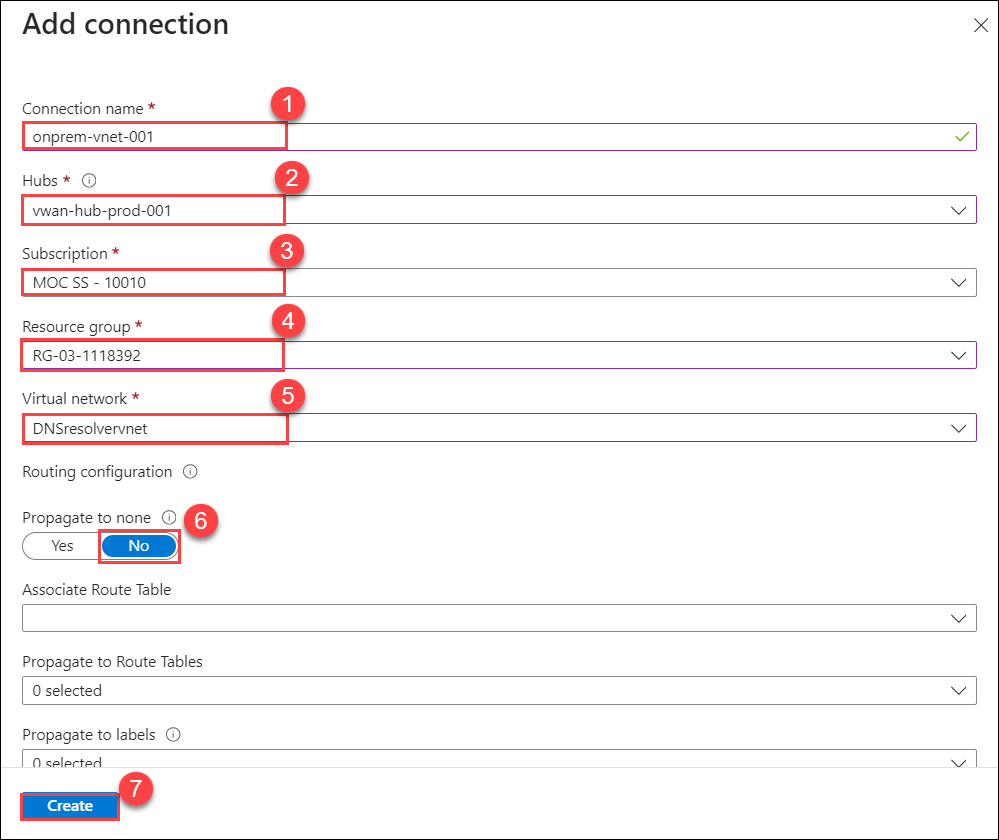 Add connection
Connection name *
1
onprem-vnet-001
Hubs *
2
vwan-hub-prod-001
Subscription *
3
MOC SS - 10010
Resource group *
4
RG-03-1118392
Virtual network *
5
DNSresolvervnet
Routing configuration
Propagate to none
6
Yes No
Associate Route Table
Propagate to Route Tables
0 selected
Propagate to labels
0 selected
7
Create